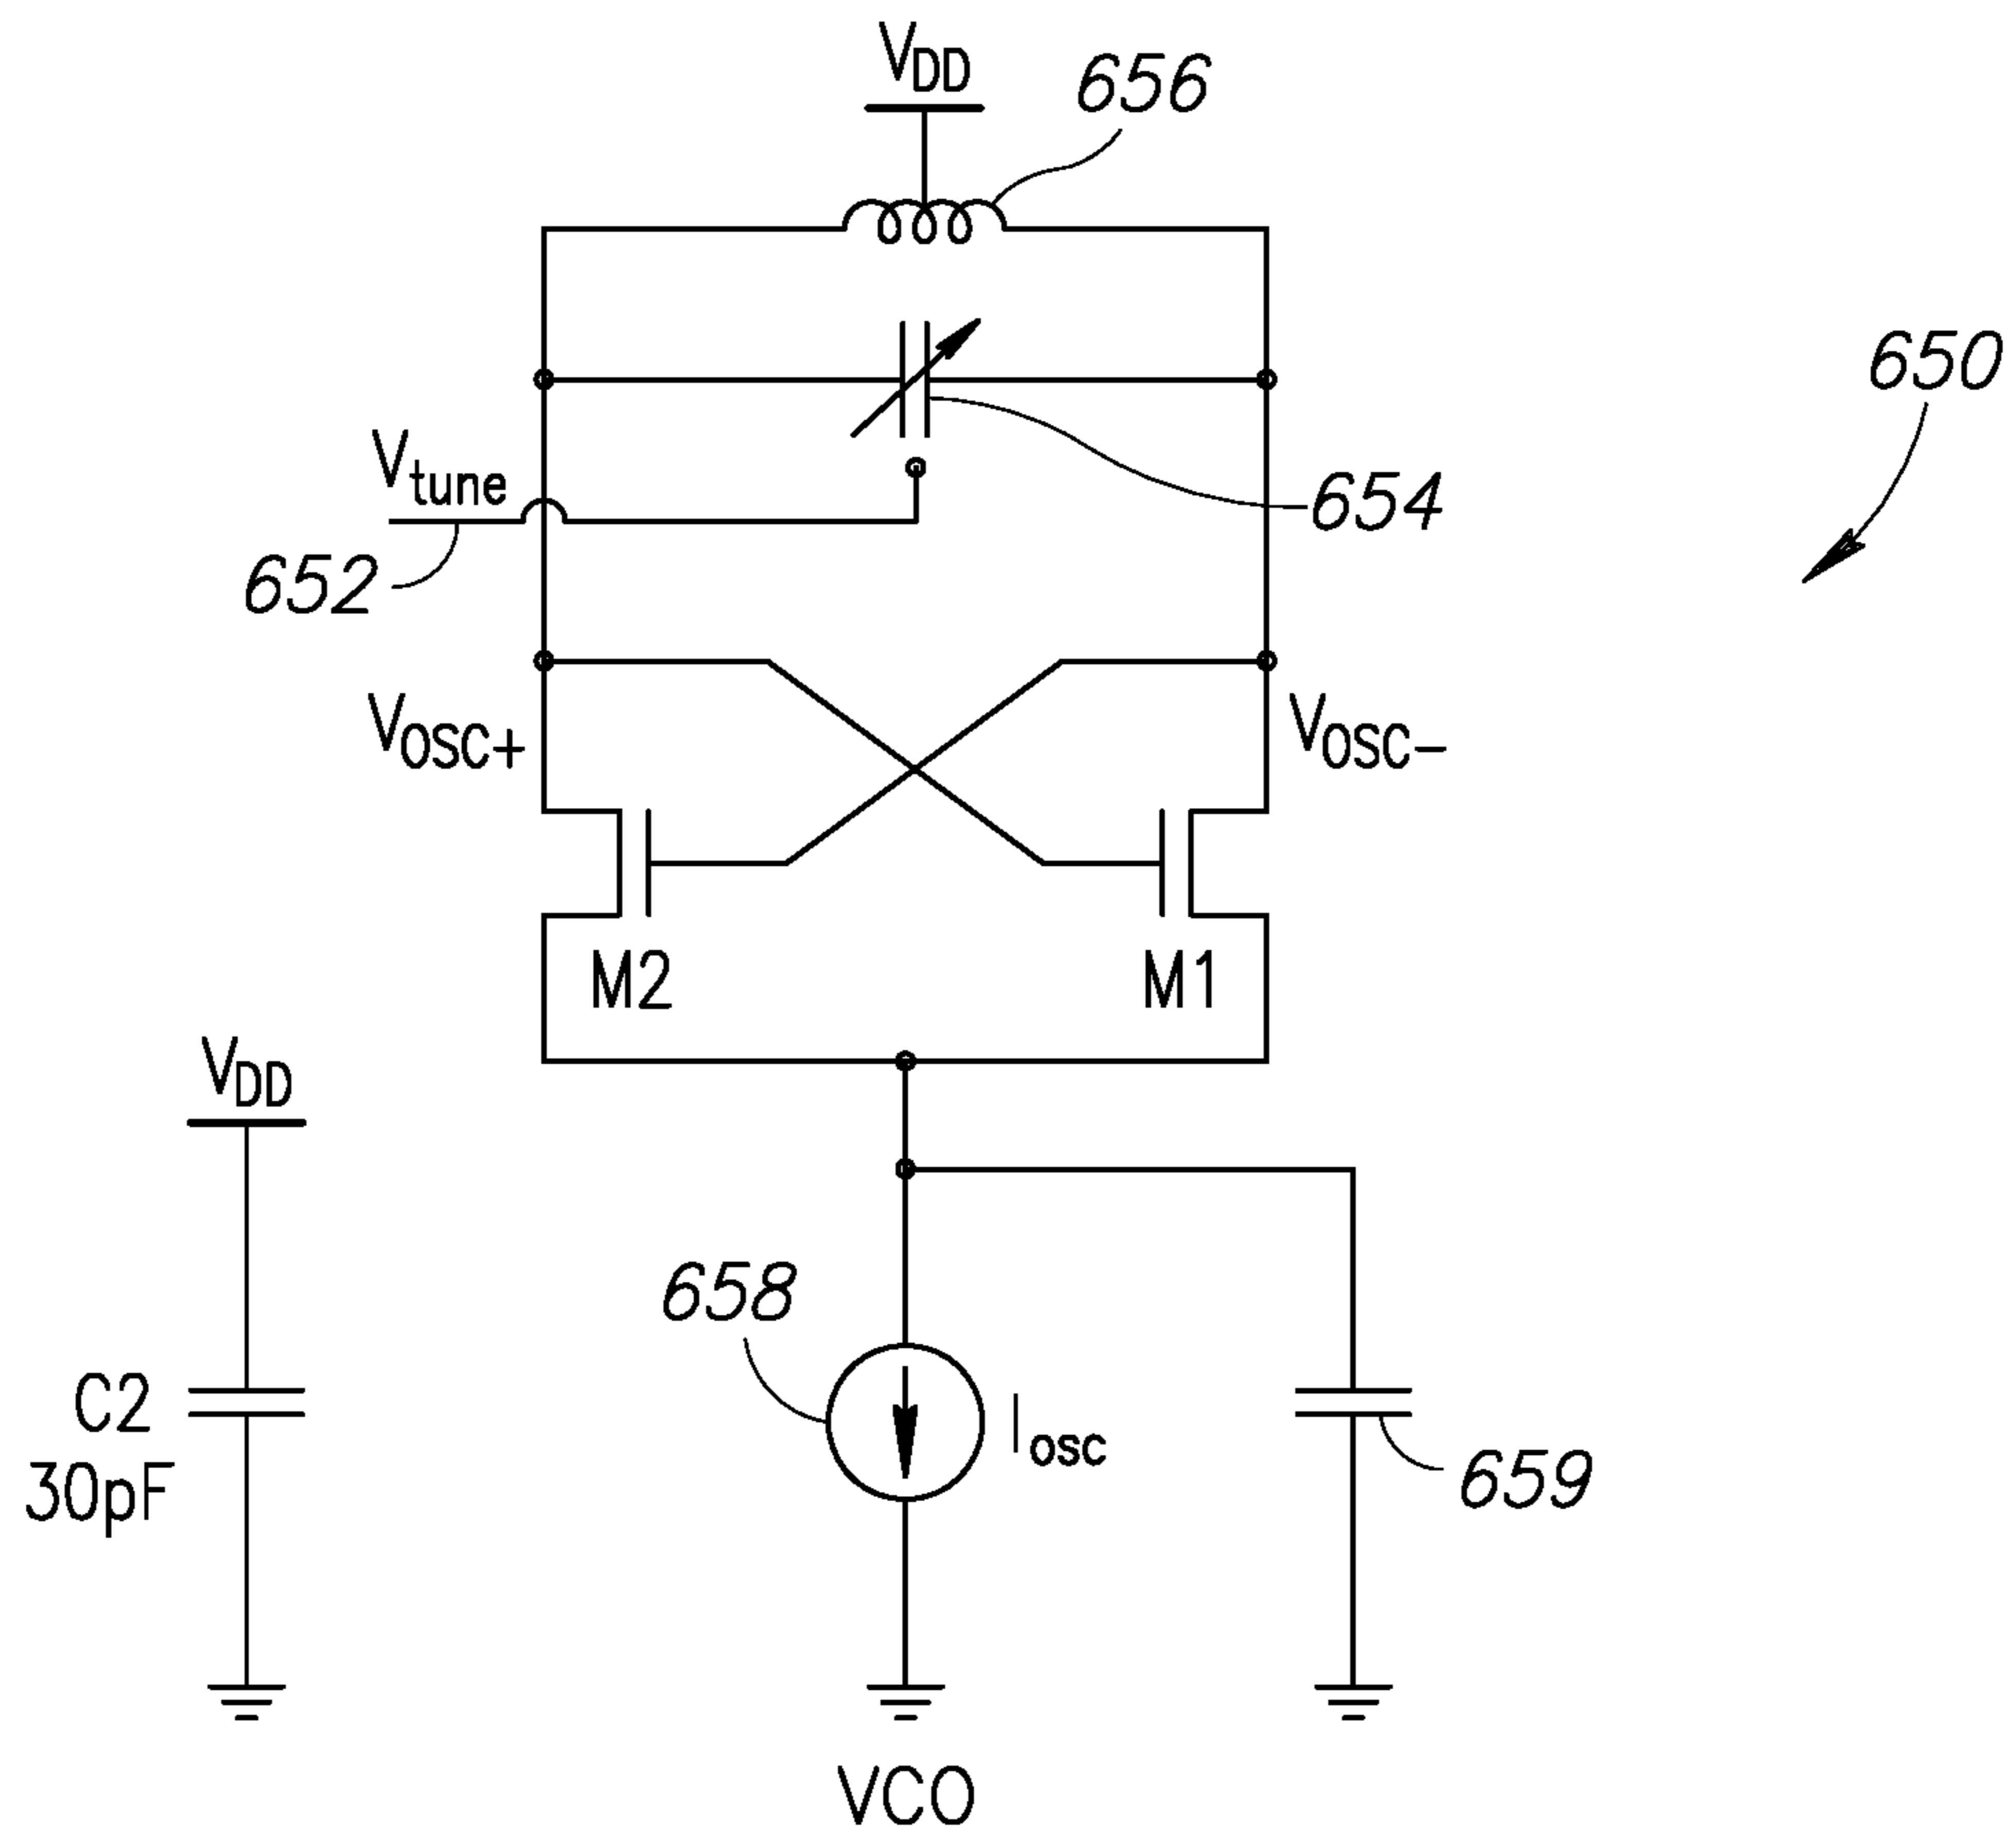 VDD
656
650
Vtune
654
652
VOSC+
VOSC−
M2
M1
VDD
658
C2
30pF
Iosc
659
VCO